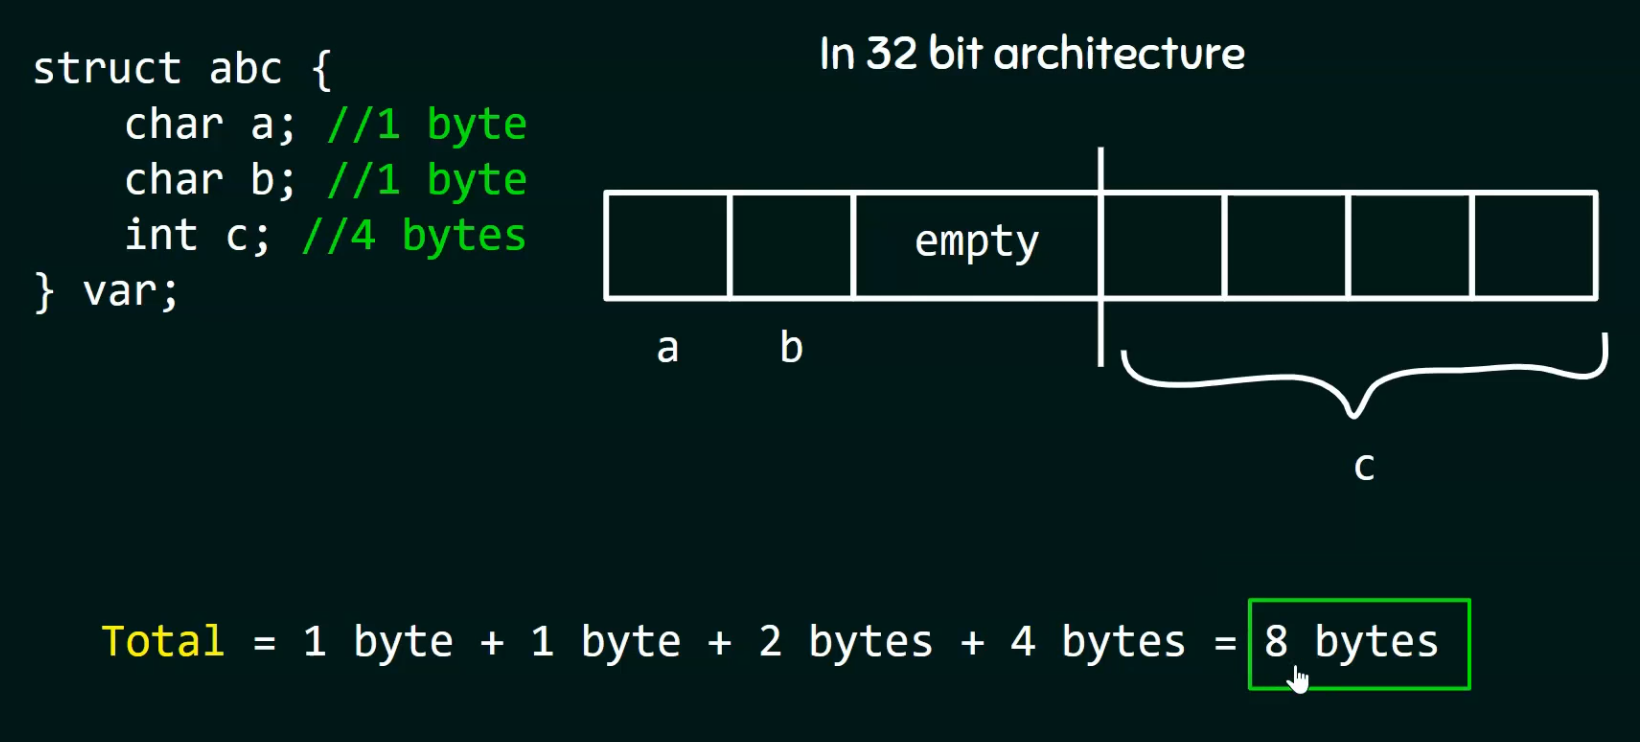 In 32 bit architecture
struct abc {
char a; //1 byte
char b; //1 byte
int c; //4 bytes
} var;
empty
a b
c
Total = 1 byte + 1 byte + 2 bytes + 4 bytes = 8 bytes